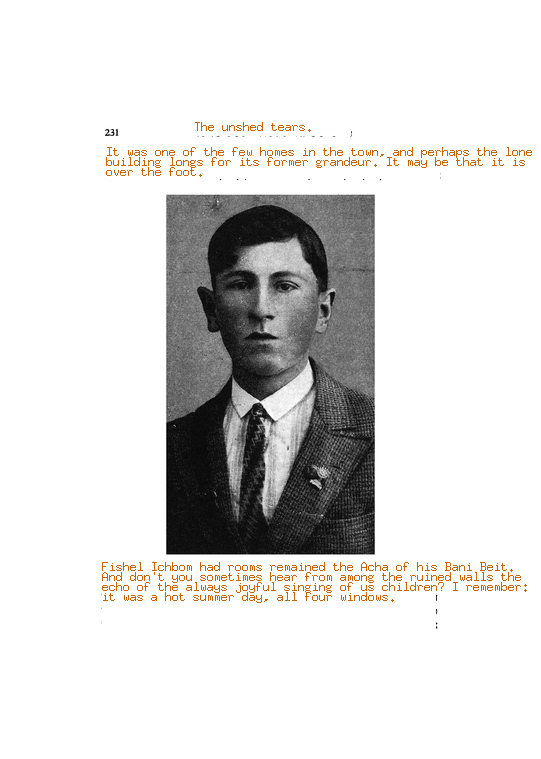 231
The unshed tears.
It was one of the few homes in the town, and perhaps the lone
building longs for its former grandeur. It may be that it is
over the foot.
Fishel Ichbom had rooms remained the Acha of his Bani Beit.
And don't you sometimes hear from among the ruined walls the
echo of the always joyful singing of us children? I remember:
it was a hot summer day, all four windows.